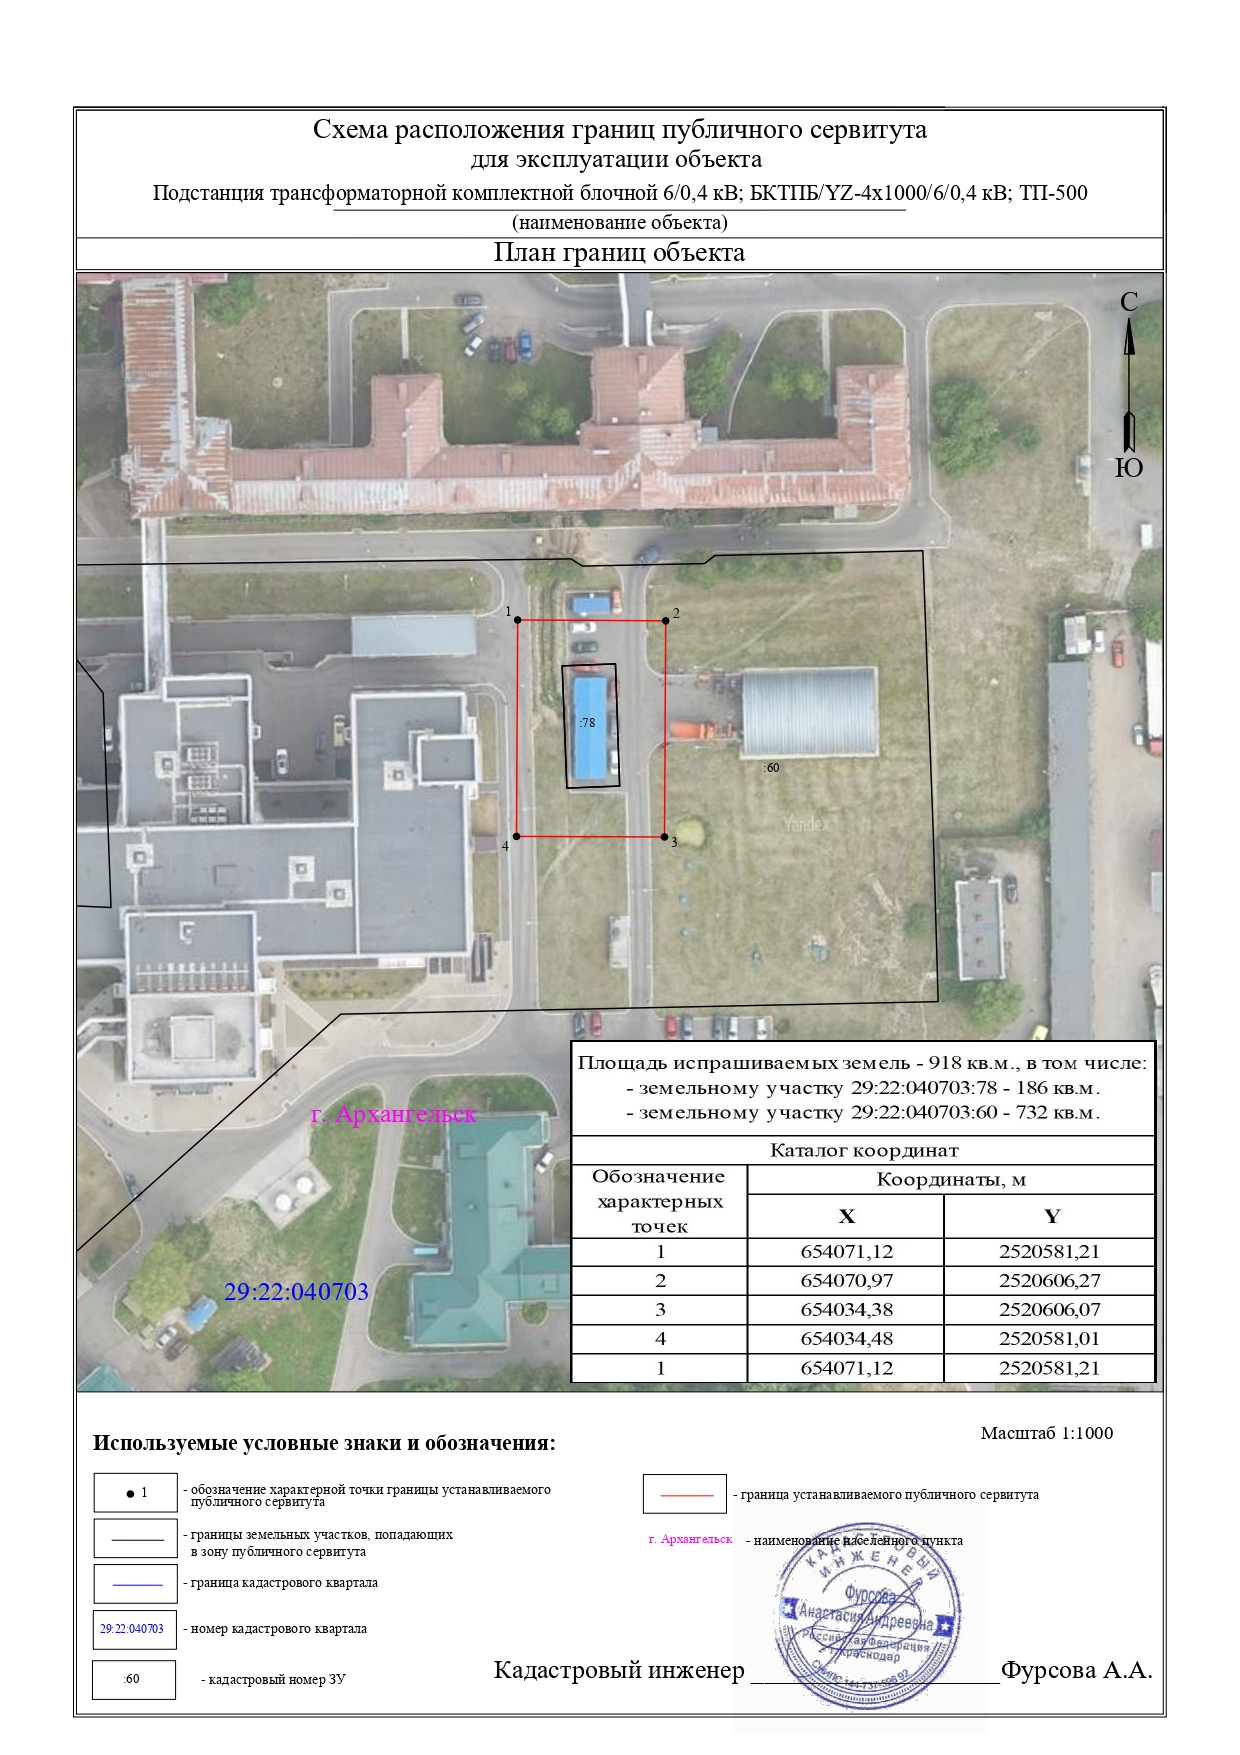 Схема расположения границ публичного сервитута
для эксплуатации объекта
Подстанция трансформаторной комплектной блочной 6/0,4 кВ; БКТПБ/YZ-4х1000/6/0,4 кВ; ТП-500
(наименование объекта)
План границ объекта
С
Ю
1
2
:78
:60
Yandex
3
4
г. Архангельск
29:22:040703
Площадь испрашиваемых земель - 918 кв.м., в том числе:
- земельному участку 29:22:040703:78 - 186 кв.м.
- земельному участку 29:22:040703:60 - 732 кв.м.
Каталог координат
Обозначение характерных точек
Координаты, м
X Y
1 654071,12 2520581,21
2 654070,97 2520606,27
3 654034,38 2520606,07
4 654034,48 2520581,01
1 654071,12 2520581,21
Масштаб 1:1000
Используемые условные знаки и обозначения:
1 - обозначение характерной точки границы устанавливаемого
публичного сервитута
- граница устанавливаемого публичного сервитута
- границы земельных участков, попадающих
в зону публичного сервитута
г. Архангельск - наименование населенного пункта
- граница кадастрового квартала
29:22:040703 - номер кадастрового квартала
:60 - кадастровый номер ЗУ
КАДАСТРОВЫЙ
ИНЖЕНЕР
Фурсова
Анастасия Андреевна
Российская Федерация
г. Краснодар
Кадастровый инженер ____________________Фурсова А.А.